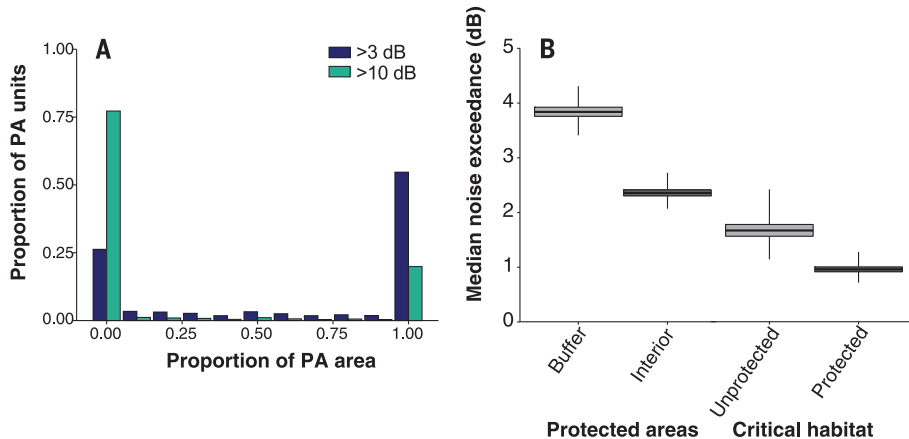 A
1.00
0.75
0.50
0.25
0.00
Proportion of PA units
>3 dB
>10 dB
0.00
0.25
0.50
0.75
1.00
Proportion of PA area
B
5
4
3
2
1
0
Median noise exceedance (dB)
Buffer
Interior
Unprotected
Protected
Protected areas
Critical habitat